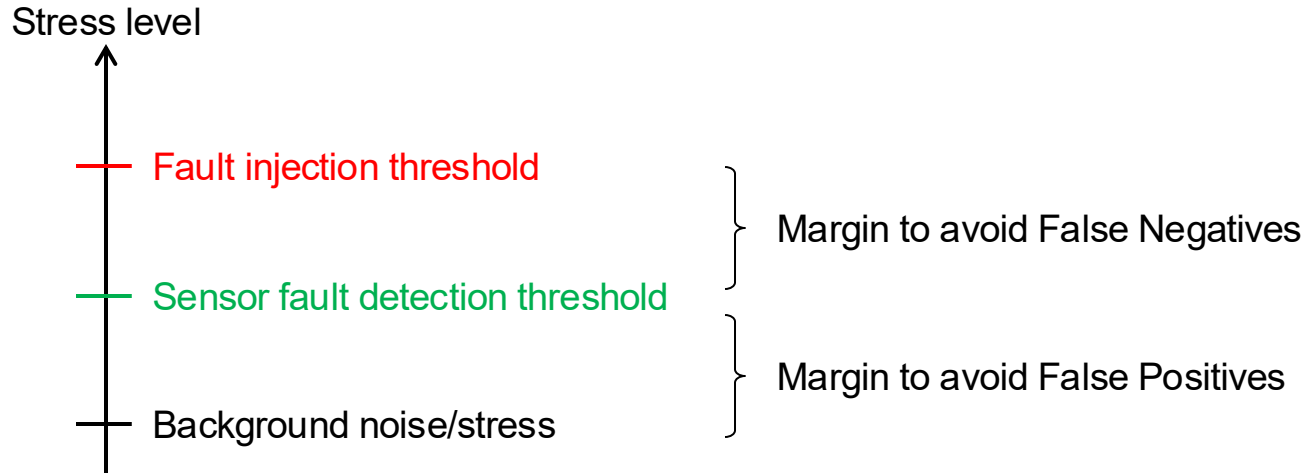 Stress level
Fault injection threshold
Margin to avoid False Negatives
Sensor fault detection threshold
Margin to avoid False Positives
Background noise/stress